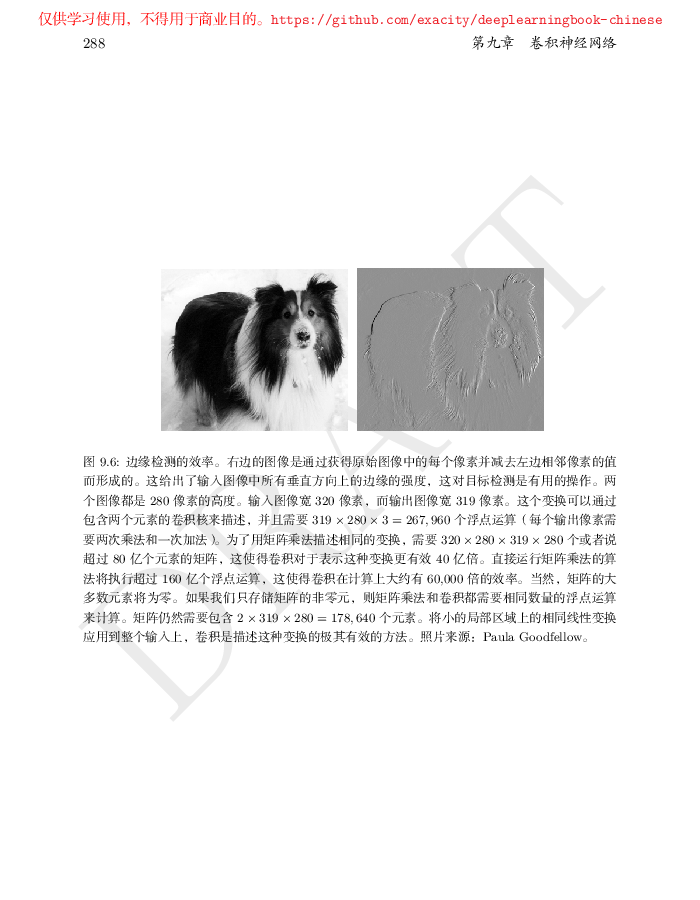 仅供学习使用，不得用于商业目的。https://github.com/exacity/deeplearningbook-chinese
288 第九章 卷积神经网络
图 9.6: 边缘检测的效率。右边的图像是通过获得原始图像中的每个像素并减去左边相邻像素的值
而形成的。这给出了输入图像中所有垂直方向上的边缘的强度，这对目标检测是有用的操作。两
个图像都是 280 像素的高度。输入图像宽 320 像素，而输出图像宽 319 像素。这个变换可以通过
包含两个元素的卷积核来描述，并且需要 319 × 280 × 3 = 267, 960 个浮点运算（每个输出像素需
要两次乘法和一次加法）。为了用矩阵乘法描述相同的变换，需要 320 × 280 × 319 × 280 个或者说
超过 80 亿个元素的矩阵，这使得卷积对于表示这种变换更有效 40 亿倍。直接运行矩阵乘法的算
法将执行超过 160 亿个浮点运算，这使得卷积在计算上大约有 60,000 倍的效率。当然，矩阵的大
多数元素将为零。如果我们只存储矩阵的非零元，则矩阵乘法和卷积都需要相同数量的浮点运算
来计算。矩阵仍然需要包含 2 × 319 × 280 = 178, 640 个元素。将小的局部区域上的相同线性变换
应用到整个输入上，卷积是描述这种变换的极其有效的方法。照片来源：Paula Goodfellow。
DRAFT